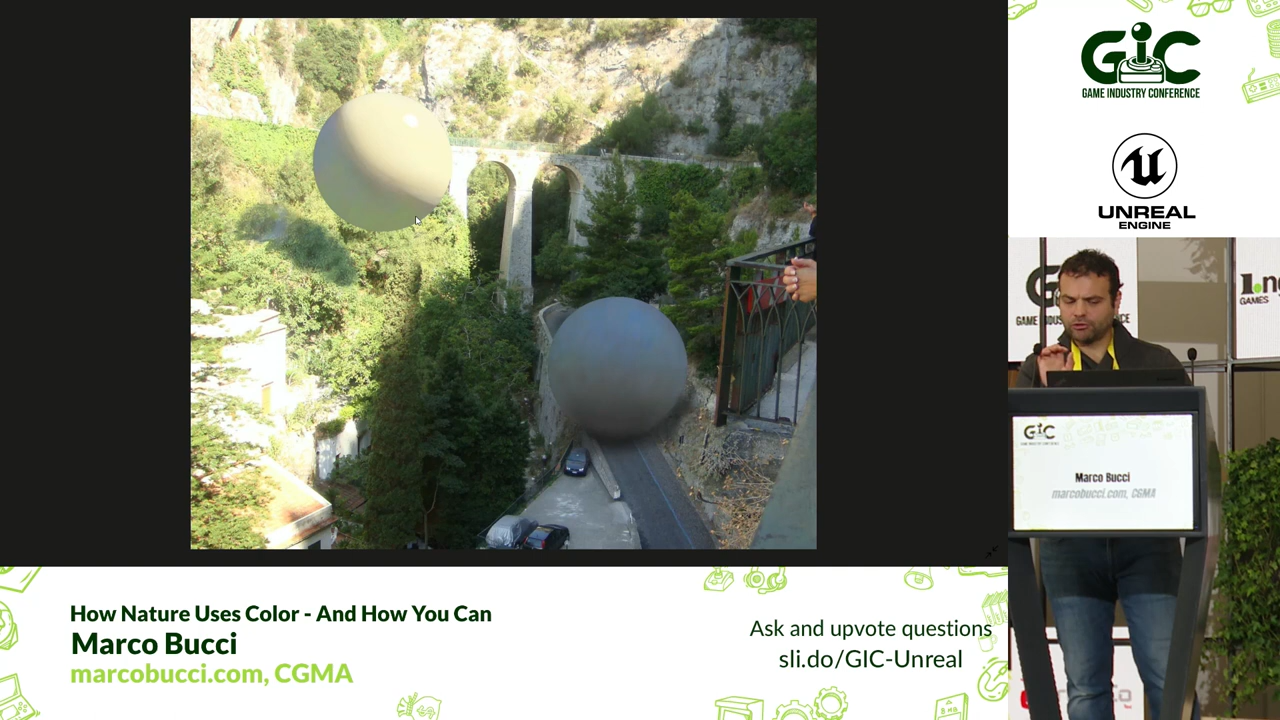 GIC
GAME INDUSTRY CONFERENCE
UNREAL
ENGINE
GAMES
GIC
Marco Bucci
marcobucci.com, CGMA
How Nature Uses Color - And How You Can
Marco Bucci
marcobucci.com, CGMA
Ask and upvote questions
sli.do/GIC-Unreal